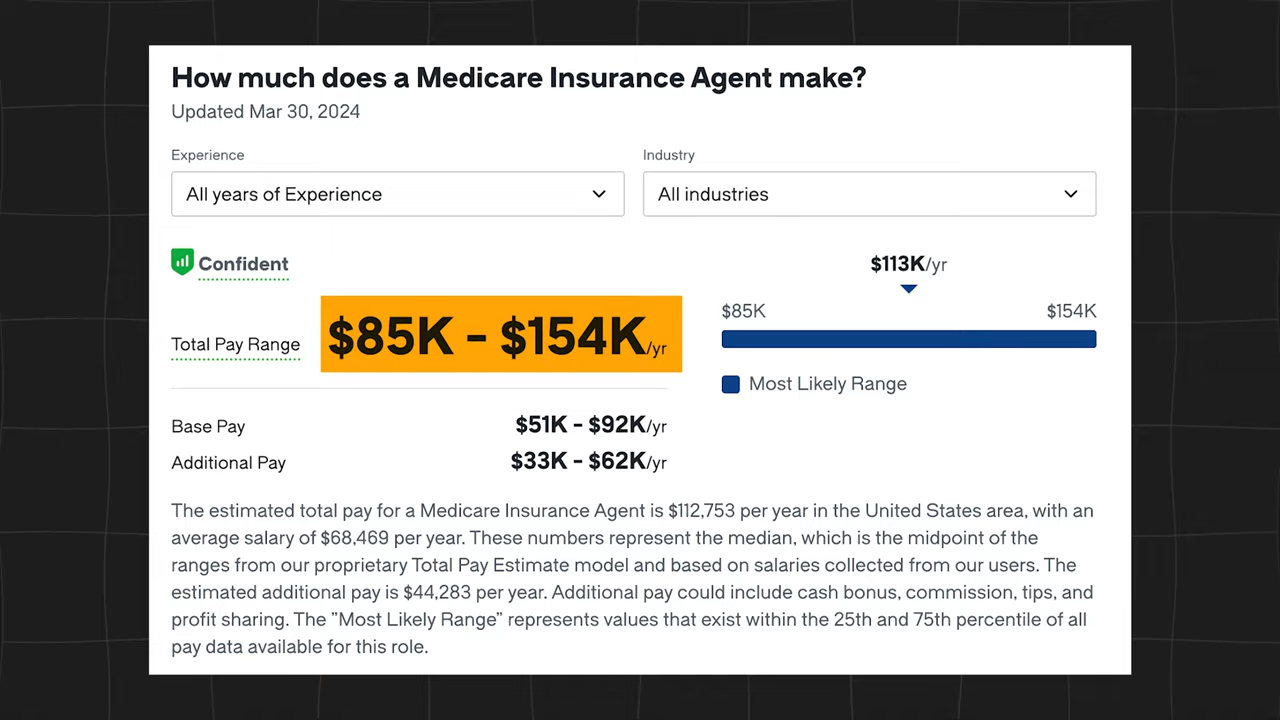 How much does a Medicare Insurance Agent make?
Updated Mar 30, 2024
Experience
Industry
All years of Experience
All industries
Confident
$113K/yr
$85K
$154K
Total Pay Range
$85K - $154K/yr
Most Likely Range
Base Pay
$51K - $92K/yr
Additional Pay
$33K - $62K/yr
The estimated total pay for a Medicare Insurance Agent is $112,753 per year in the United States area, with an
average salary of $68,469 per year. These numbers represent the median, which is the midpoint of the
ranges from our proprietary Total Pay Estimate model and based on salaries collected from our users. The
estimated additional pay is $44,283 per year. Additional pay could include cash bonus, commission, tips, and
profit sharing. The ”Most Likely Range” represents values that exist within the 25th and 75th percentile of all
pay data available for this role.